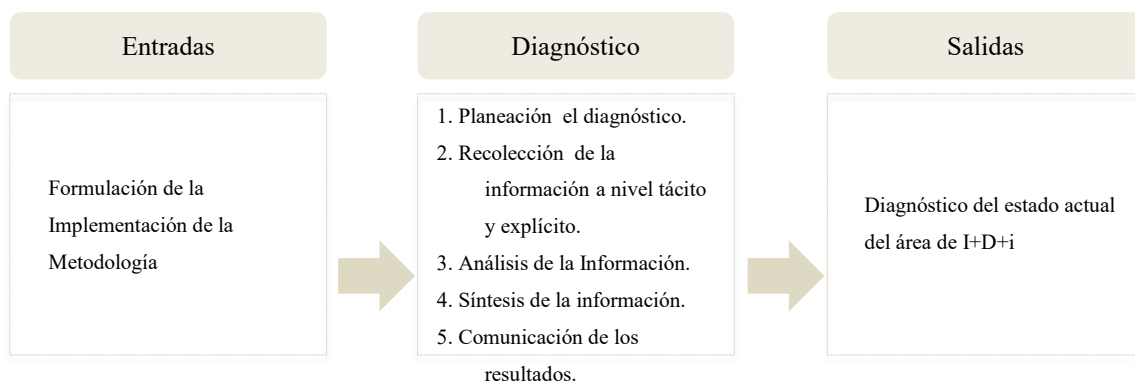 Entradas
Formulación de la
Implementación de la
Metodología
Diagnóstico
1. Planeación el diagnóstico.
2. Recolección de la
información a nivel tácito
y explícito.
3. Análisis de la Información.
4. Síntesis de la información.
5. Comunicación de los
resultados.
Salidas
Diagnóstico del estado actual
del área de I+D+i